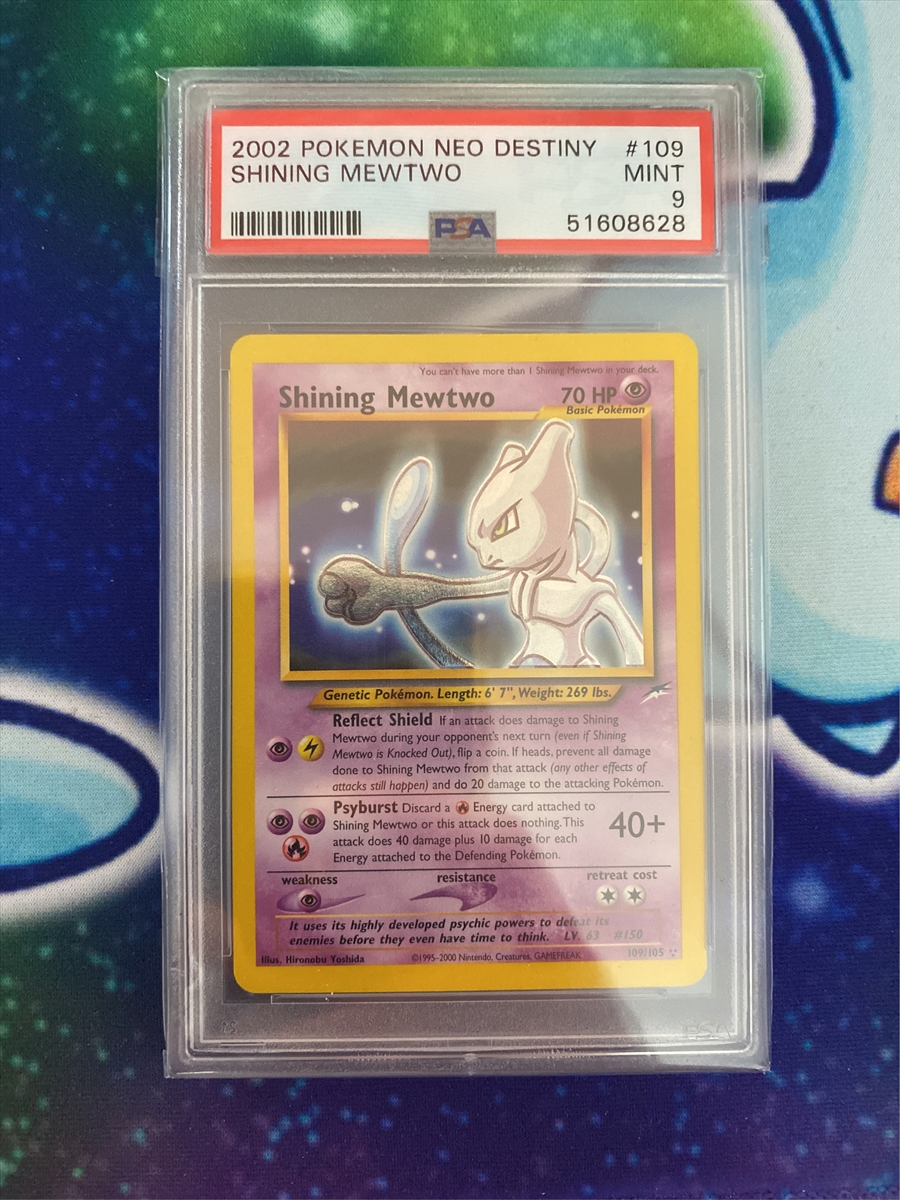 2002 POKEMON NEO DESTINY #109
SHINING MEWTWO MINT
9
PSA 51608628
You can't have more than 1 Shining Mewtwo in your deck.
Shining Mewtwo 70 HP
Basic Pokémon
Genetic Pokémon. Length: 6' 7", Weight: 269 lbs.
Reflect Shield If an attack does damage to Shining
Mewtwo during your opponent's next turn (even if Shining
Mewtwo is Knocked Out), flip a coin. If heads, prevent all damage
done to Shining Mewtwo from that attack (any other effects of
attacks still happen) and do 20 damage to the attacking Pokémon.
Psyburst Discard a Energy card attached to
Shining Mewtwo or this attack does nothing. This
attack does 40 damage plus 10 damage for each
Energy attached to the Defending Pokémon.
40+
weakness resistance retreat cost
It uses its highly developed psychic powers to defeat its
enemies before they even have time to think. LV. 63 #150
Illus. Hironobu Yoshida ©1995-2000 Nintendo, Creatures, GAMEFREAK 109/105
PSA